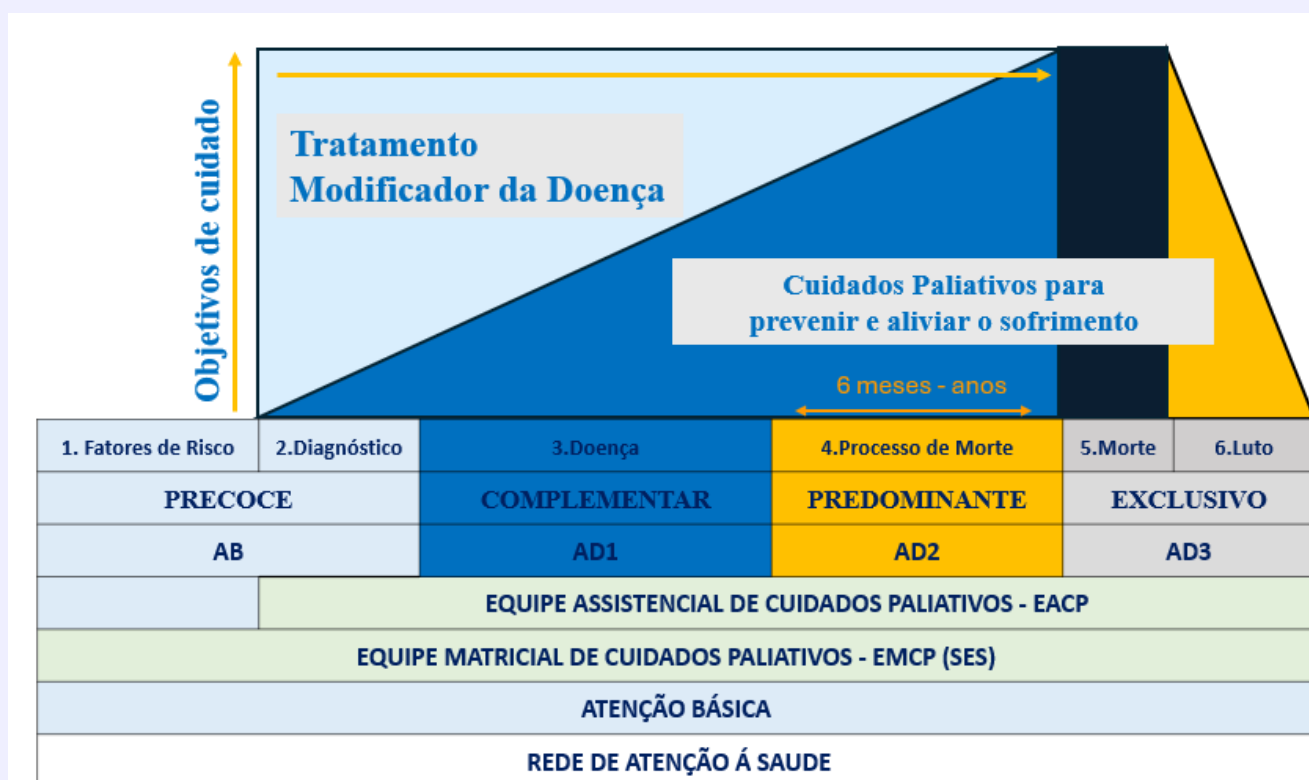 Objetivos de cuidado
Tratamento
Modificador da Doença
Cuidados Paliativos para
prevenir e aliviar o sofrimento
6 meses - anos
1. Fatores de Risco
2.Diagnóstico
3.Doença
4.Processo de Morte
5.Morte
6.Luto
PRECOCE
COMPLEMENTAR
PREDOMINANTE
EXCLUSIVO
AB
AD1
AD2
AD3
EQUIPE ASSISTENCIAL DE CUIDADOS PALIATIVOS - EACP
EQUIPE MATRICIAL DE CUIDADOS PALIATIVOS - EMCP (SES)
ATENÇÃO BÁSICA
REDE DE ATENÇÃO Á SAUDE